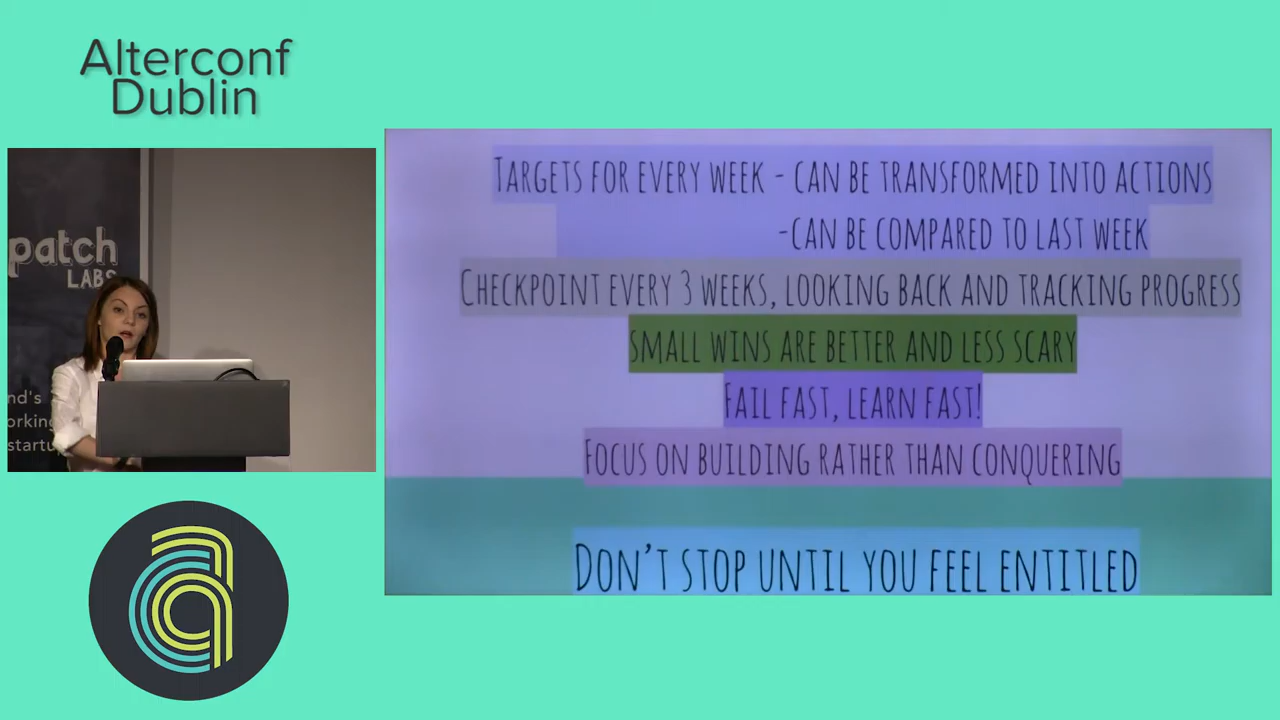 Alterconf
Dublin
patch
LABS
nd's
orking
startu
TARGETS FOR EVERY WEEK - CAN BE TRANSFORMED INTO ACTIONS
-CAN BE COMPARED TO LAST WEEK
CHECKPOINT EVERY 3 WEEKS, LOOKING BACK AND TRACKING PROGRESS
SMALL WINS ARE BETTER AND LESS SCARY
FAIL FAST, LEARN FAST!
FOCUS ON BUILDING RATHER THAN CONQUERING
DON'T STOP UNTIL YOU FEEL ENTITLED